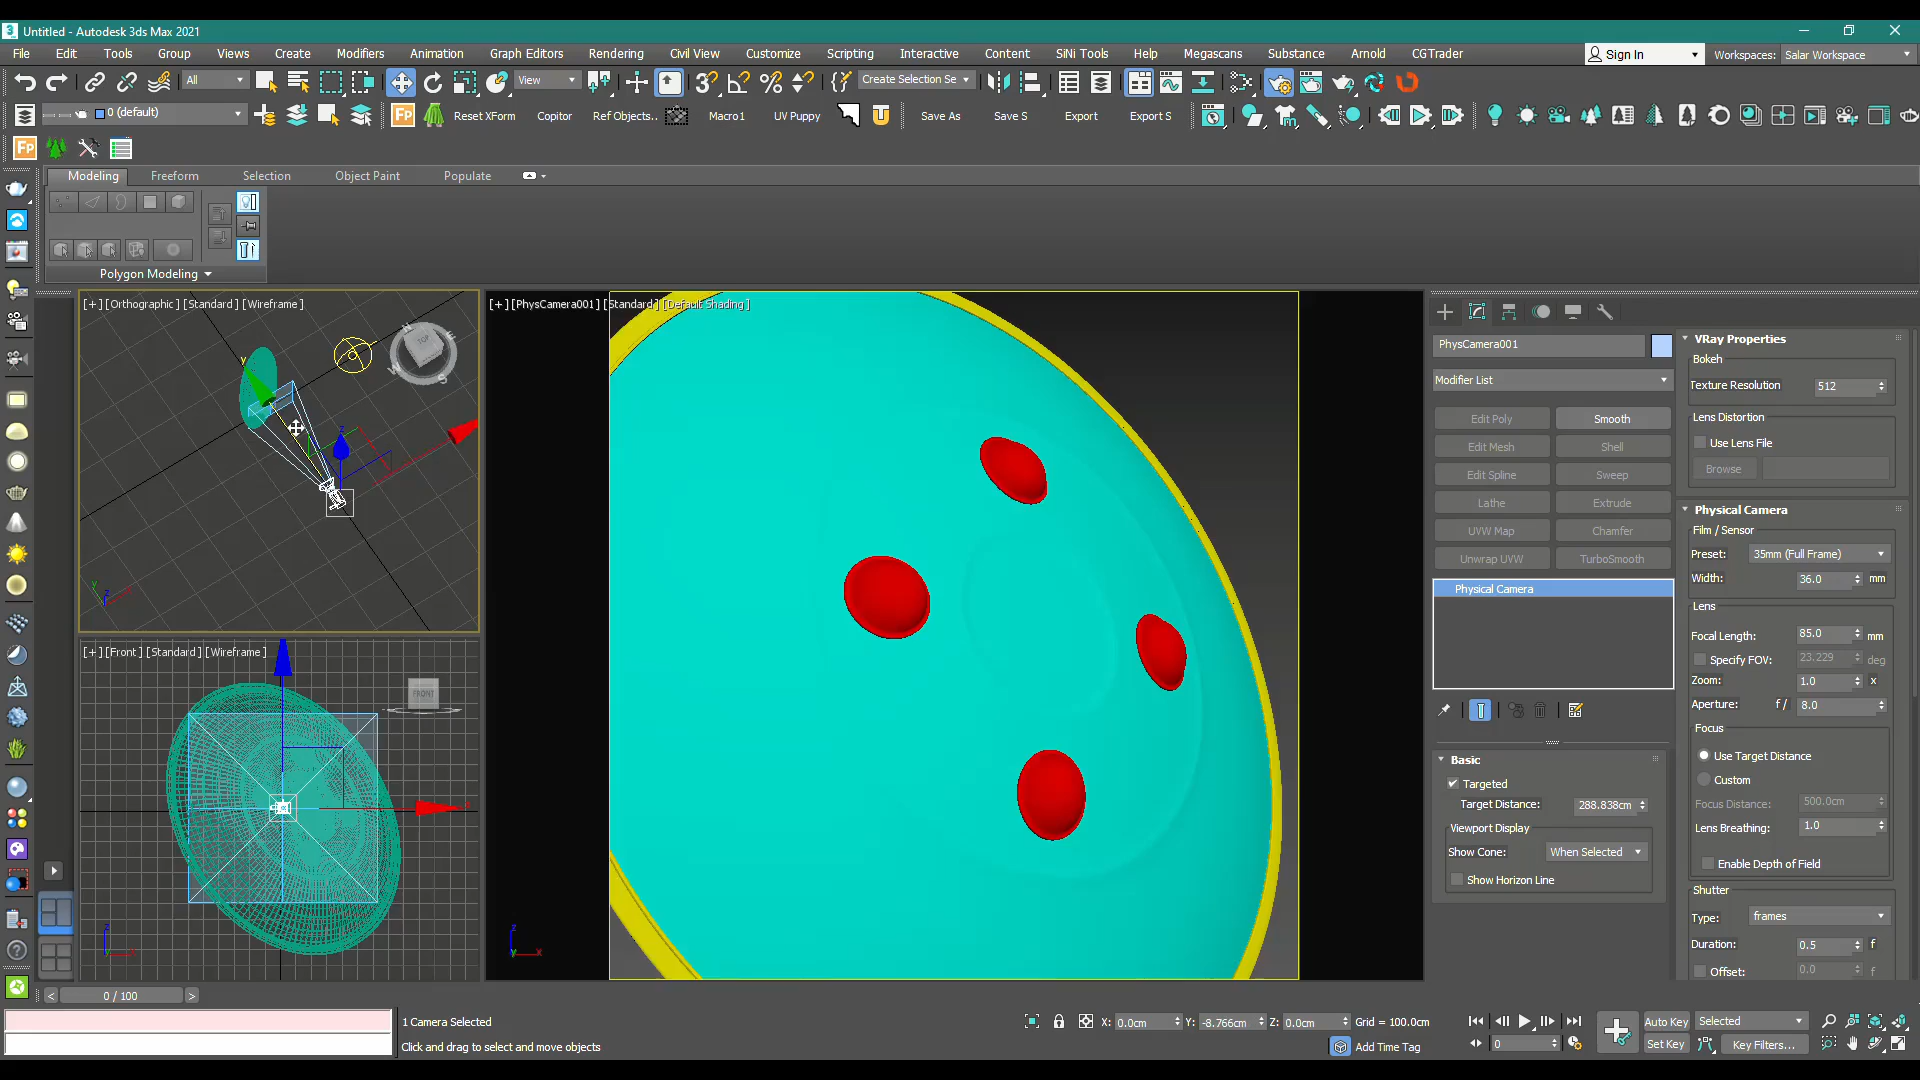 Untitled - Autodesk 3ds Max 2021
File Edit Tools Group Views Create Modifiers Animation Graph Editors Rendering Civil View Customize Scripting Interactive Content SiNi Tools Help Megascans Substance Arnold CGTrader Sign In Workspaces: Salar Workspace
All View Create Selection Se
0 (default) Reset XForm Copitor Ref Objects.. Macro1 UV Puppy Save As Save S Export Export S
Modeling Freeform Selection Object Paint Populate
Polygon Modeling
[+] [Orthographic] [Standard] [Wireframe]
[+] [PhysCamera001] [Standard] [Default Shading]
[+] [Front] [Standard] [Wireframe]
TOP
FRONT
PhysCamera001
Modifier List
Edit Poly Smooth
Edit Mesh Shell
Edit Spline Sweep
Lathe Extrude
UVW Map Chamfer
Unwrap UVW TurboSmooth
Physical Camera
Basic
Targeted
Target Distance: 288.838cm
Viewport Display
Show Cone: When Selected
Show Horizon Line
VRay Properties
Bokeh
Texture Resolution 512
Lens Distortion
Use Lens File
Browse
Physical Camera
Film / Sensor
Preset: 35mm (Full Frame)
Width: 36.0 mm
Lens
Focal Length: 85.0 mm
Specify FOV: 23.229 deg
Zoom: 1.0 x
Aperture: f / 8.0
Focus
Use Target Distance
Custom
Focus Distance: 500.0cm
Lens Breathing: 1.0
Enable Depth of Field
Shutter
Type: frames
Duration: 0.5 f
Offset: 0.0 f
< 0 / 100 >
1 Camera Selected
Click and drag to select and move objects
X: 0.0cm Y: -8.766cm Z: 0.0cm Grid = 100.0cm
Add Time Tag
0
Auto Key Selected
Set Key Key Filters...